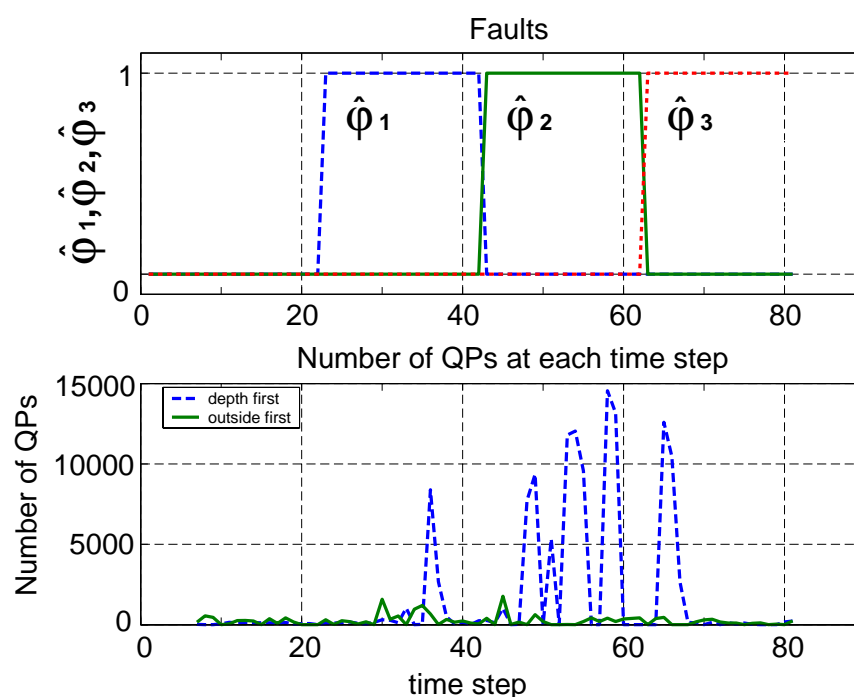 Faults
φ̂1,φ̂2,φ̂3
1
0
φ̂1
φ̂2
φ̂3
0 20 40 60 80
Number of QPs at each time step
Number of QPs
15000
10000
5000
0
depth first
outside first
0 20 40 60 80
time step